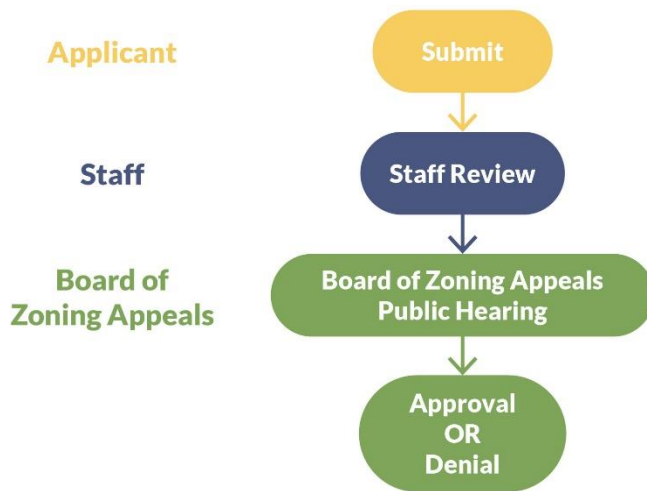 Applicant
Submit
Staff
Staff Review
Board of
Zoning Appeals
Board of Zoning Appeals
Public Hearing
Approval
OR
Denial